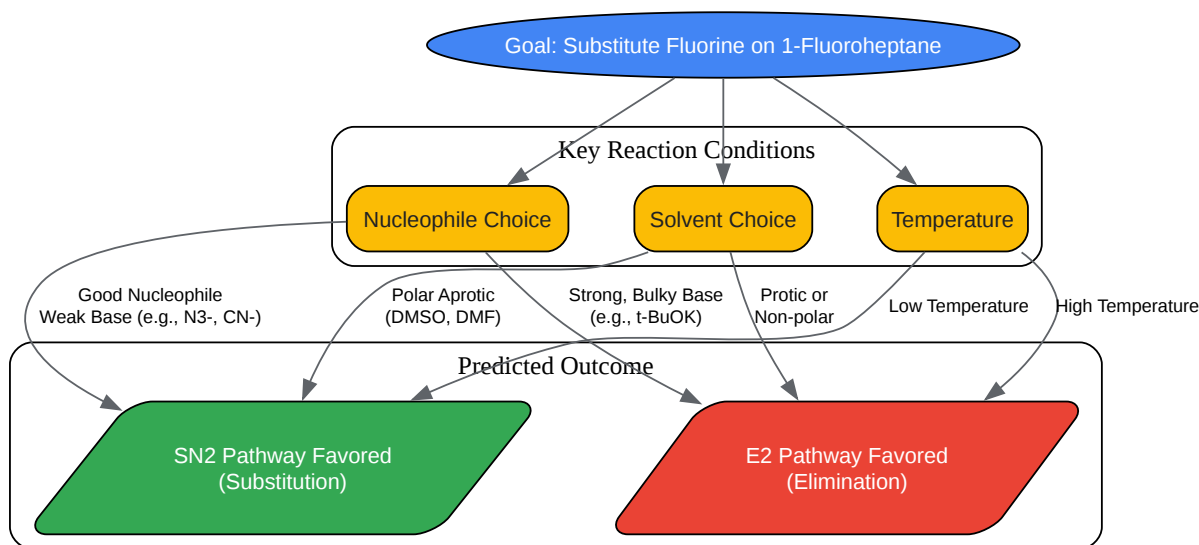 Goal: Substitute Fluorine on 1-Fluoroheptane
Key Reaction Conditions
Nucleophile Choice
Solvent Choice
Temperature
Good Nucleophile
Weak Base (e.g., N3-, CN-)
Polar Aprotic
(DMSO, DMF)
Strong, Bulky Base
(e.g., t-BuOK)
Protic or
Non-polar
Low Temperature
High Temperature
Predicted Outcome
SN2 Pathway Favored
(Substitution)
E2 Pathway Favored
(Elimination)